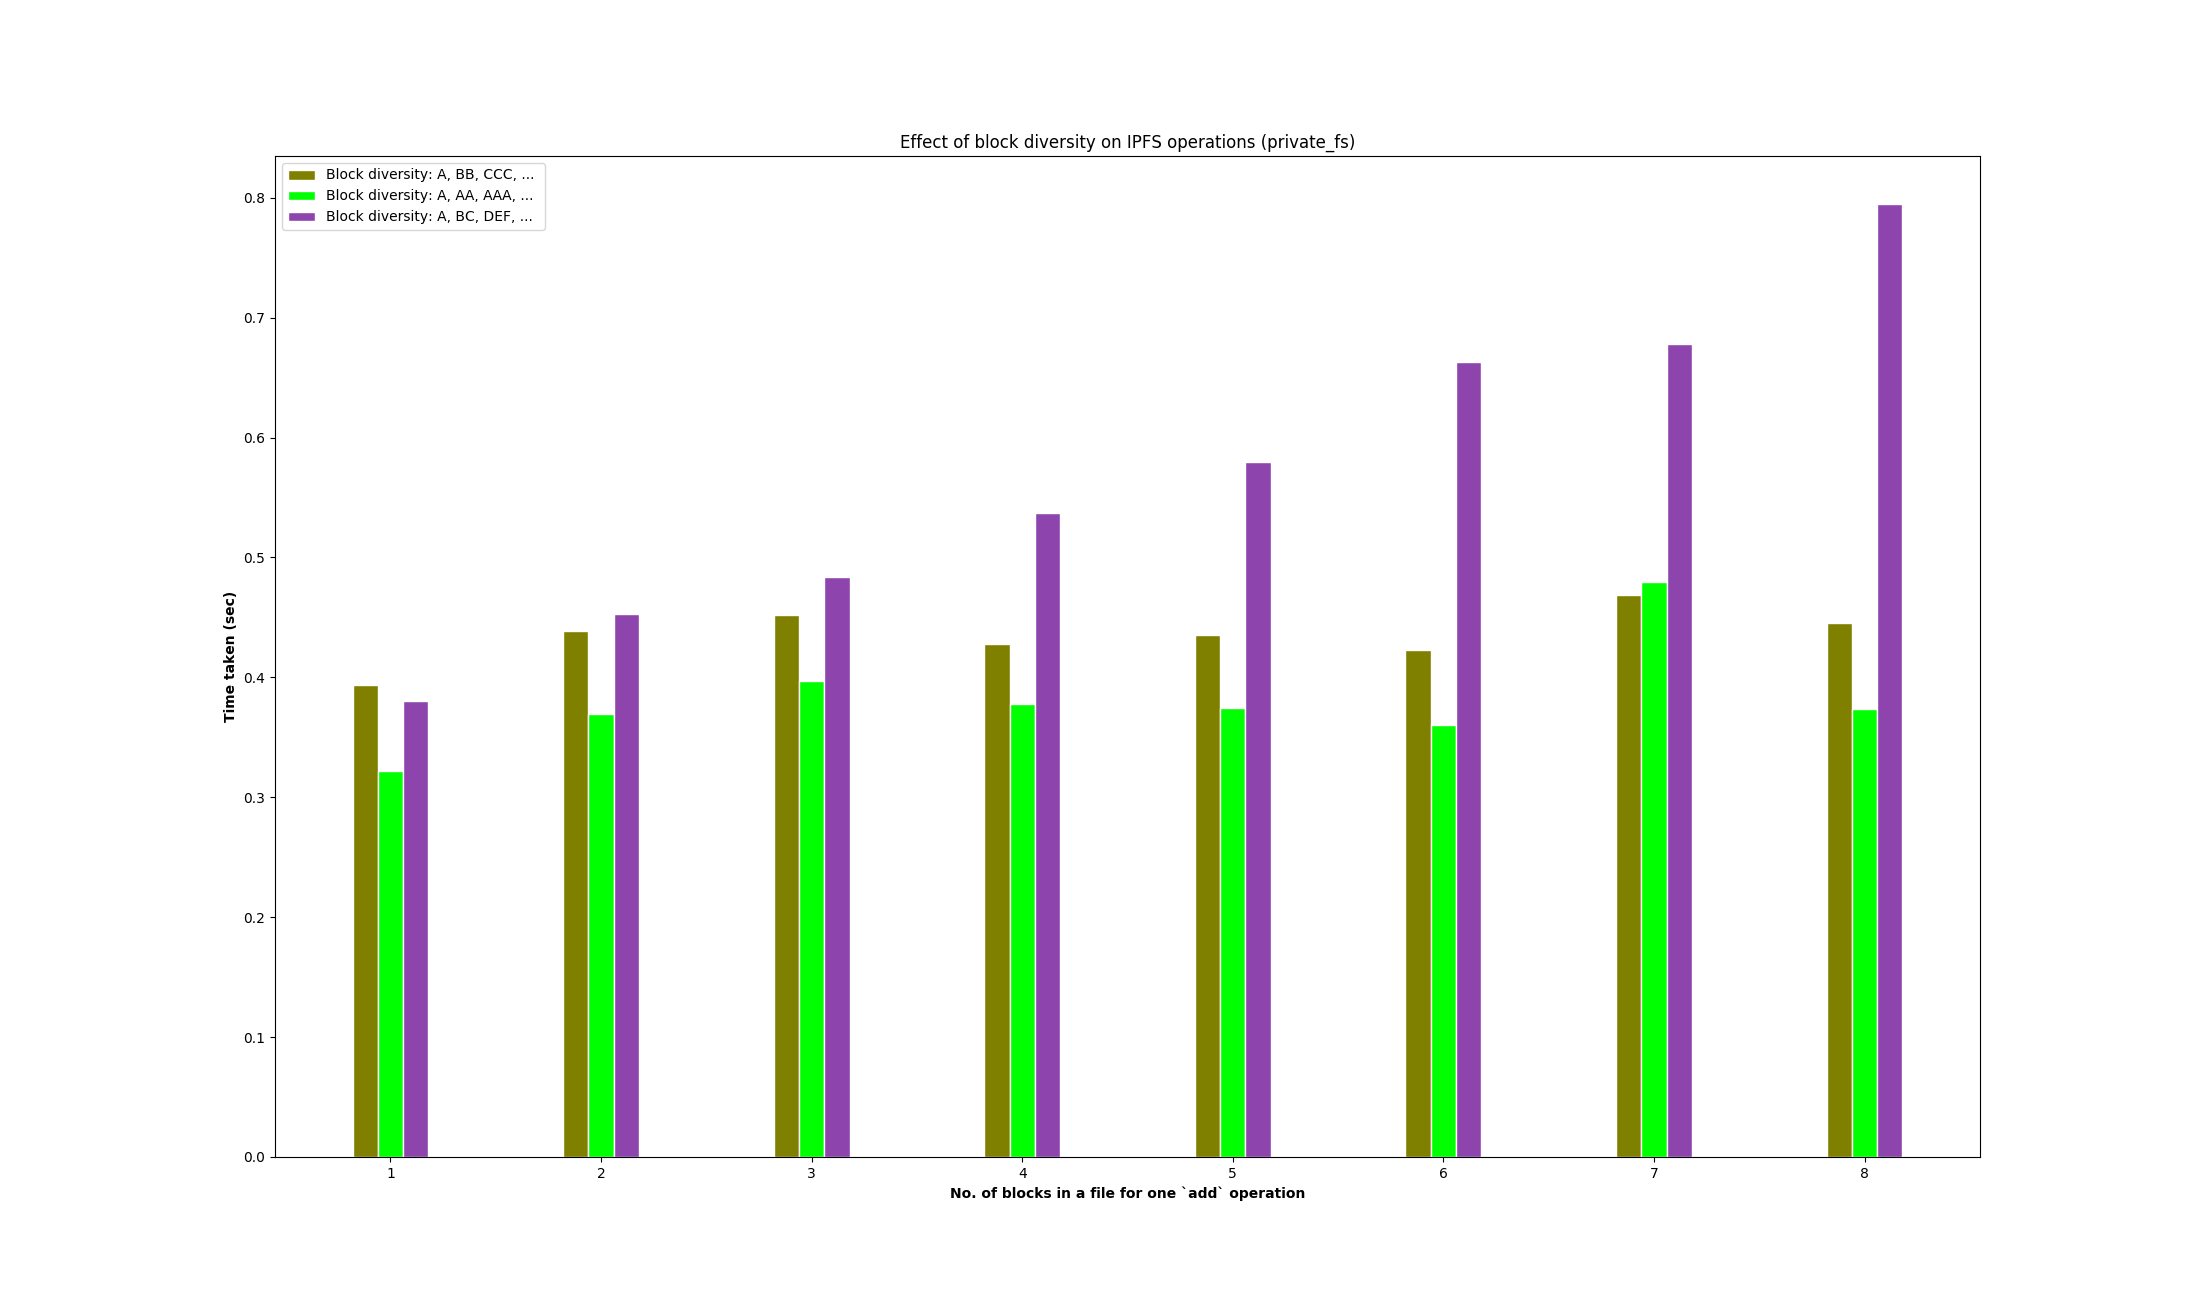 Effect of block diversity on IPFS operations (private_fs)
Block diversity: A, BB, CCC, ...
Block diversity: A, AA, AAA, ...
Block diversity: A, BC, DEF, ...
0.8
0.7
0.6
0.5
0.4
0.3
0.2
0.1
0.0
Time taken (sec)
1 2 3 4 5 6 7 8
No. of blocks in a file for one `add` operation